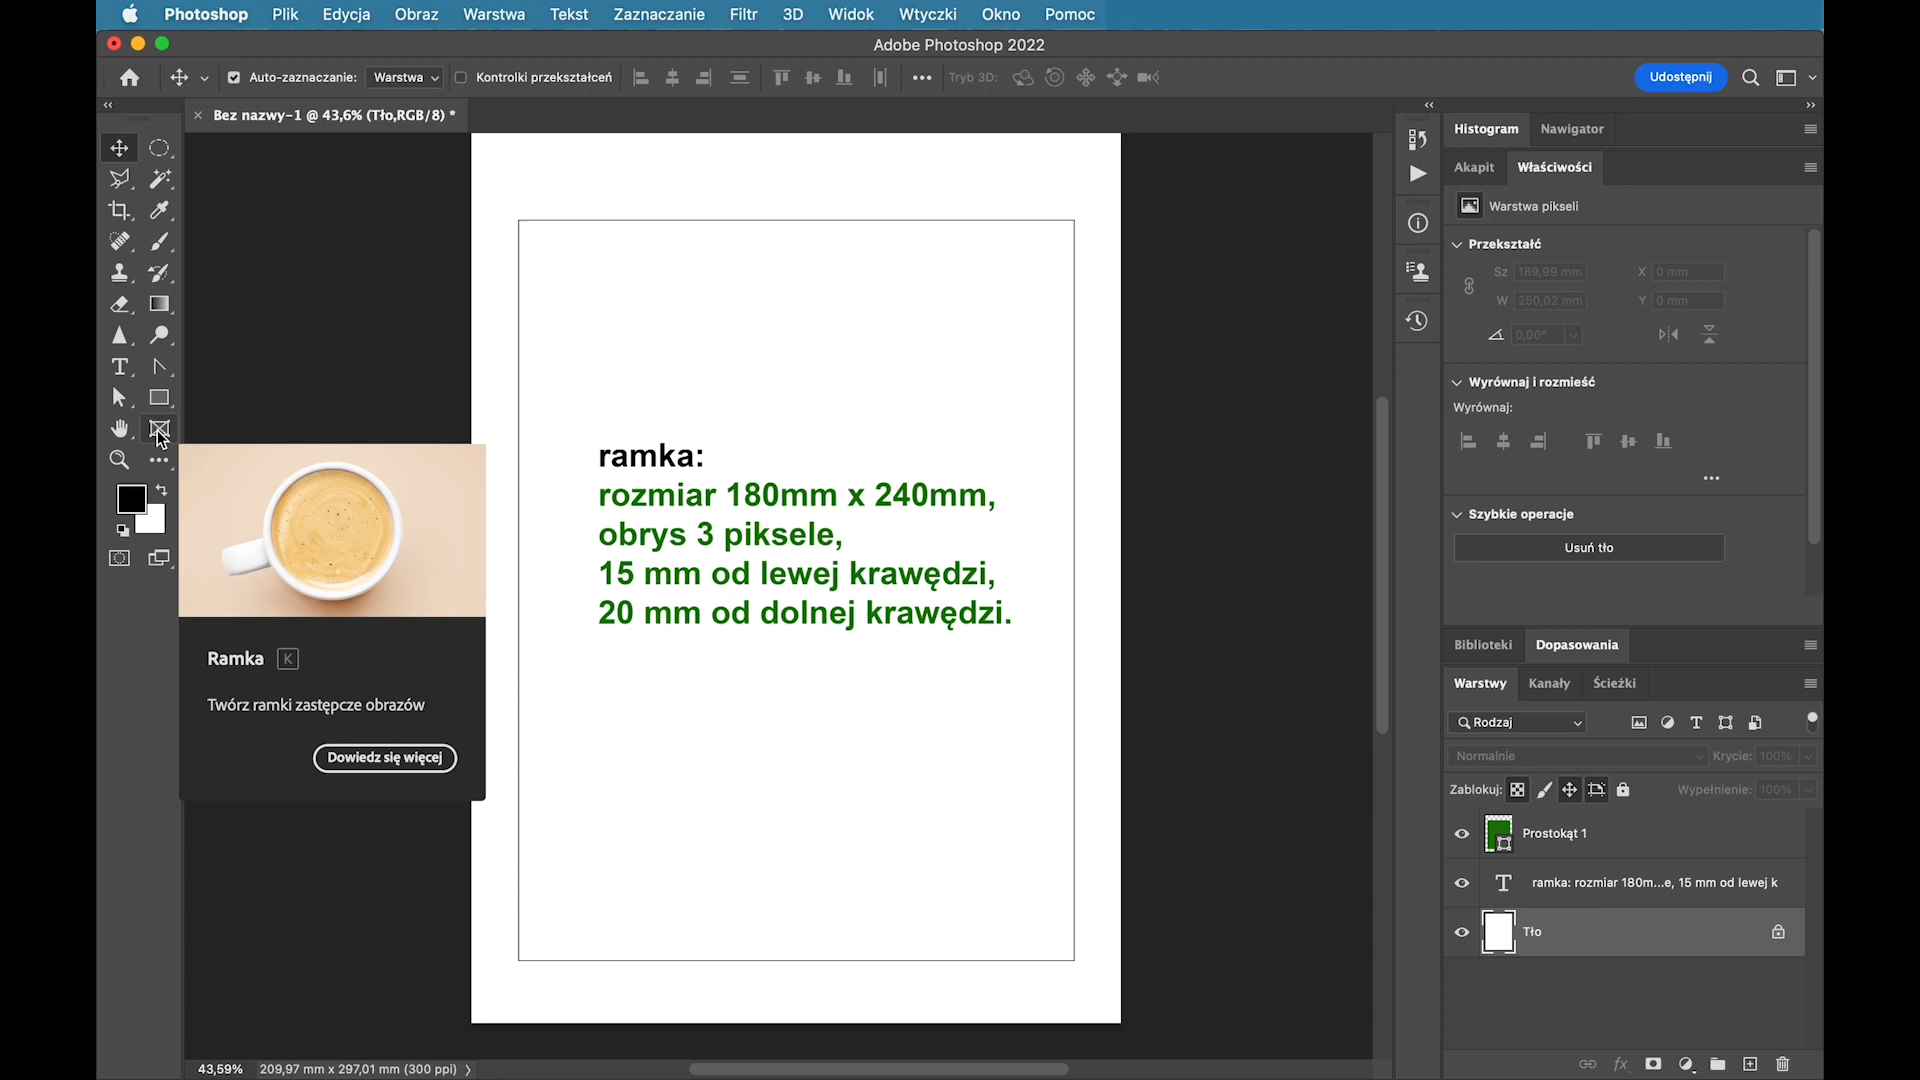 Photoshop Plik Edycja Obraz Warstwa Tekst Zaznaczanie Filtr 3D Widok Wtyczki Okno Pomoc
Adobe Photoshop 2022
Auto-zaznaczanie: Warstwa Kontrolki przekształceń Tryb 3D: Udostępnij
Bez nazwy-1 @ 43,6% (Tło,RGB/8) *
Histogram Nawigator
Akapit Właściwości
Warstwa pikseli
Przekształć
Sz 189,99 mm X 0 mm
W 250,02 mm Y 0 mm
0,00°
Wyrównaj i rozmieść
Wyrównaj:
ramka:
rozmiar 180mm x 240mm,
obrys 3 piksele,
15 mm od lewej krawędzi,
20 mm od dolnej krawędzi.
Szybkie operacje
Usuń tło
Ramka K
Twórz ramki zastępcze obrazów
Dowiedz się więcej
Biblioteki Dopasowania
Warstwy Kanały Ścieżki
Rodzaj
Normalnie Krycie: 100%
Zablokuj: Wypełnienie: 100%
Prostokąt 1
ramka: rozmiar 180m...e, 15 mm od lewej k
Tło
43,59% 209,97 mm x 297,01 mm (300 ppi)